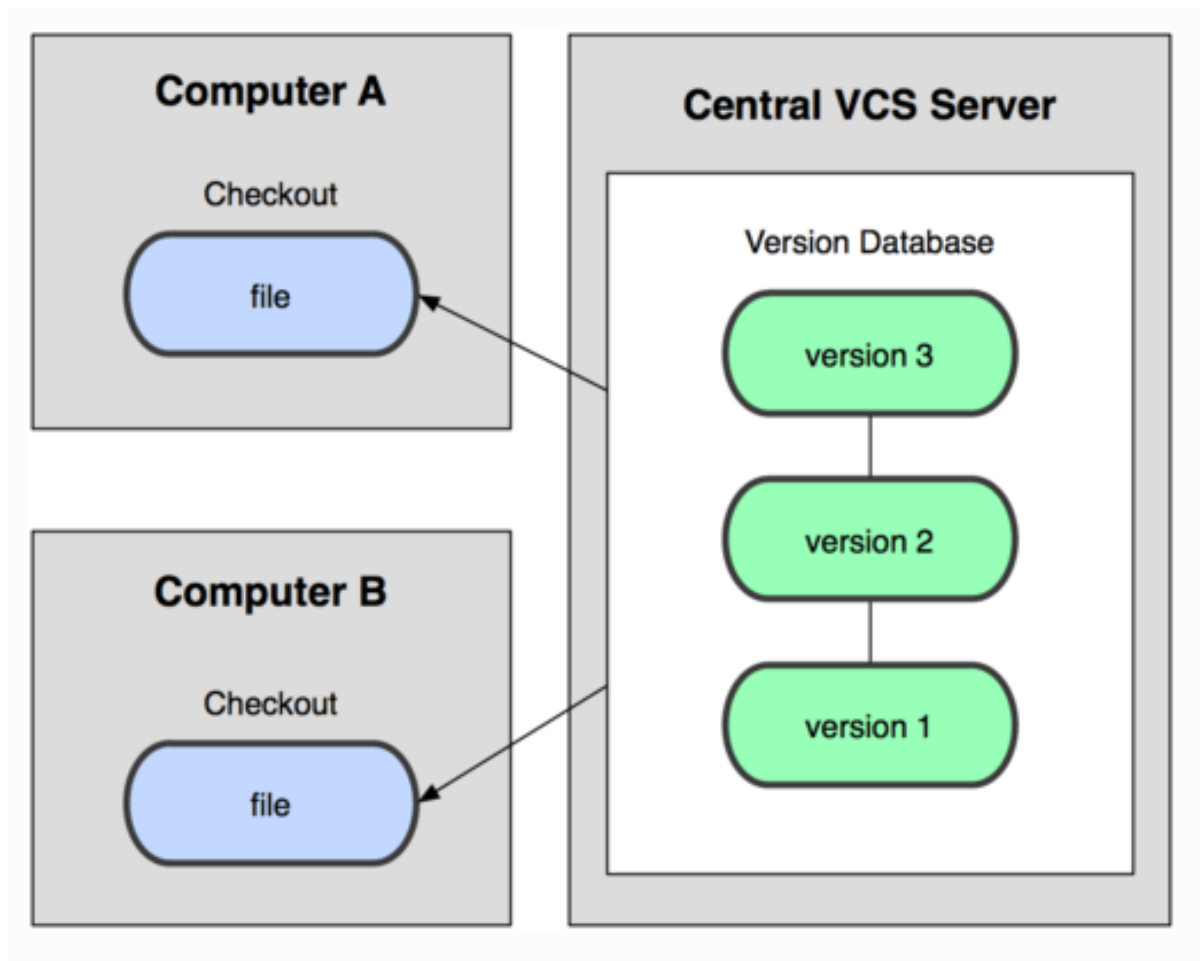 Computer A
Checkout
file
Computer B
Checkout
file
Central VCS Server
Version Database
version 3
version 2
version 1